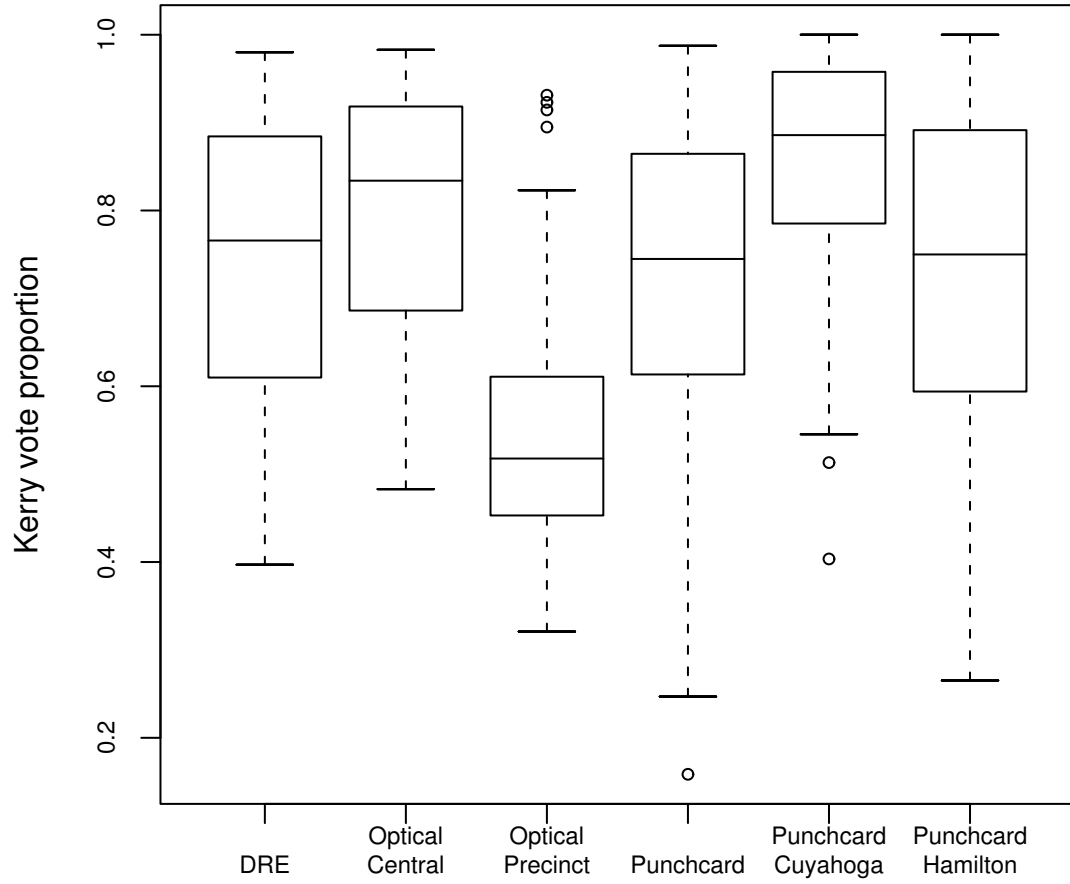 Kerry vote proportion
1.0
0.8
0.6
0.4
0.2
DRE
Optical
Central
Optical
Precinct
Punchcard
Punchcard
Cuyahoga
Punchcard
Hamilton